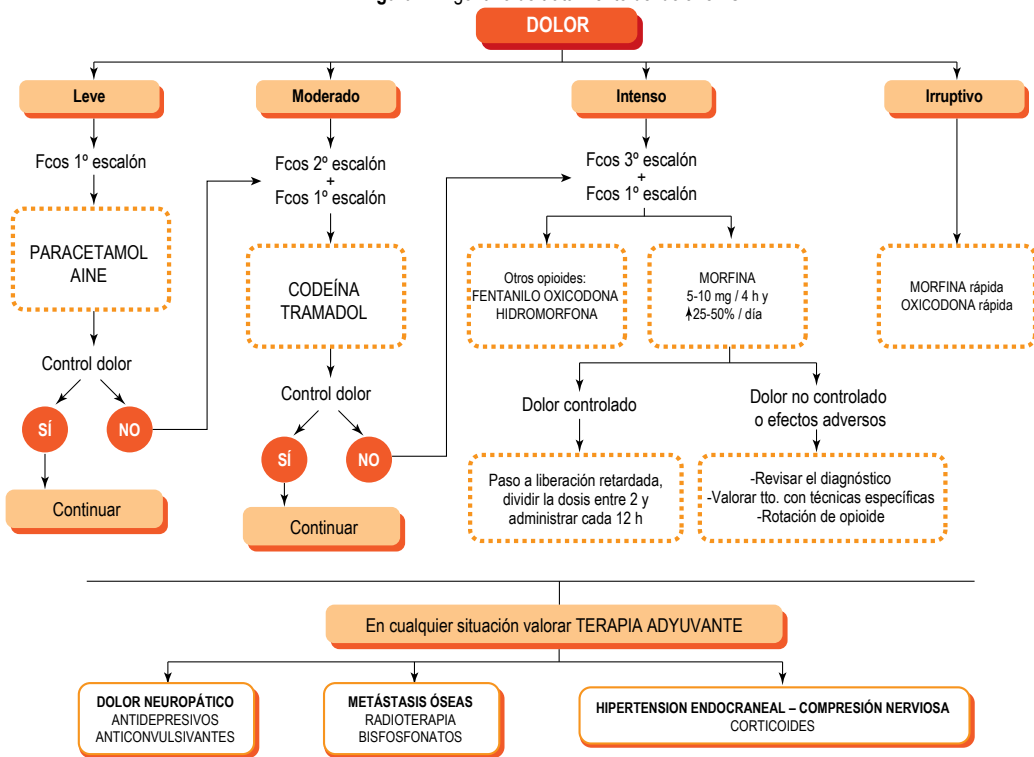 DOLOR
Leve
Moderado
Intenso
Irruptivo
Fcos 1º escalón
Fcos 2º escalón
+
Fcos 1º escalón
Fcos 3º escalón
+
Fcos 1º escalón
PARACETAMOL
AINE
CODEÍNA
TRAMADOL
Otros opioides:
FENTANILO OXICODONA
HIDROMORFONA
MORFINA
5-10 mg / 4 h y
↑25-50% / día
MORFINA rápida
OXICODONA rápida
Control dolor
SÍ
NO
Continuar
Control dolor
SÍ
NO
Continuar
Dolor controlado
Dolor no controlado
o efectos adversos
Paso a liberación retardada,
dividir la dosis entre 2 y
administrar cada 12 h
-Revisar el diagnóstico
-Valorar tto. con técnicas específicas
-Rotación de opioide
En cualquier situación valorar TERAPIA ADYUVANTE
DOLOR NEUROPÁTICO
ANTIDEPRESIVOS
ANTICONVULSIVANTES
METÁSTASIS ÓSEAS
RADIOTERAPIA
BISFOSFONATOS
HIPERTENSION ENDOCRANEAL – COMPRESIÓN NERVIOSA
CORTICOIDES